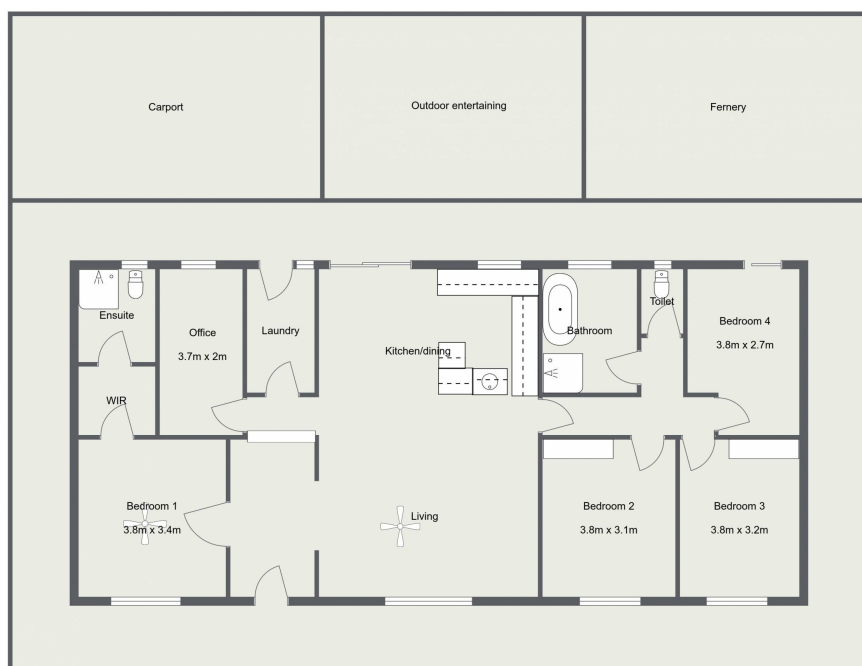 Carport
Outdoor entertaining
Fernery
Ensuite
Office
3.7m x 2m
Laundry
Kitchen/dining
Bathroom
Toilet
Bedroom 4
3.8m x 2.7m
WIR
Bedroom 1
3.8m x 3.4m
Living
Bedroom 2
3.8m x 3.1m
Bedroom 3
3.8m x 3.2m